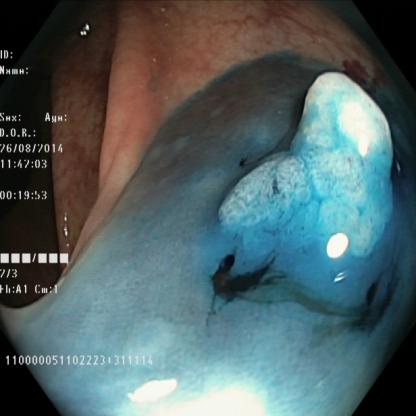 ID:
Name:
Sex: Age:
D.O.R.:
26/08/2014
11:47:03
00:19:53
/
2/3
Eh:A1 Cm:1